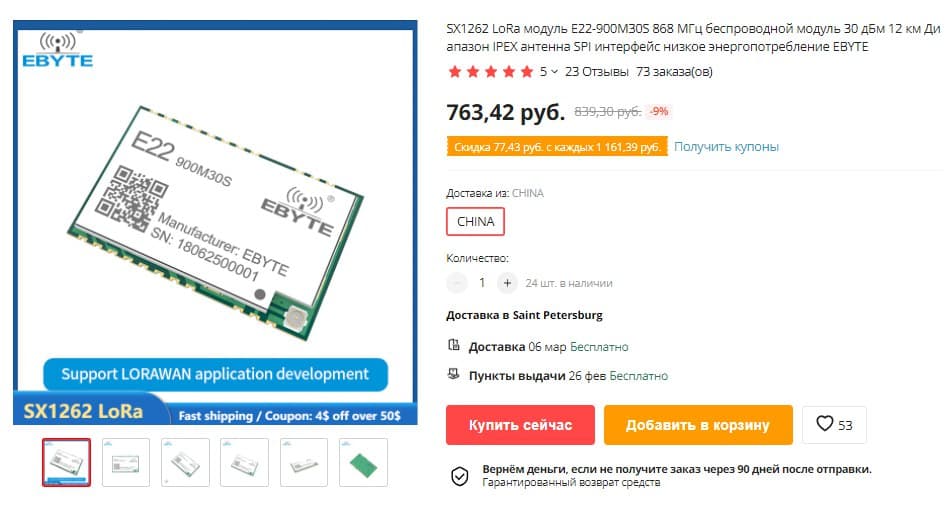 EBYTE
E22 900M30S
EBYTE
Manufacturer: EBYTE
SN: 18062500001
Support LORAWAN application development
SX1262 LoRa
Fast shipping / Coupon: 4$ off over 50$
SX1262 LoRa модуль E22-900M30S 868 МГц беспроводной модуль 30 дБм 12 км Ди
апазон IPEX антенна SPI интерфейс низкое энергопотребление EBYTE
5 23 Отзывы 73 заказа(ов)
763,42 руб. 839,30 руб. -9%
Скидка 77,43 руб. с каждых 1 161,39 руб. Получить купоны
Доставка из: CHINA
CHINA
Количество:
− 1 + 24 шт. в наличии
Доставка в Saint Petersburg
Доставка 06 мар Бесплатно
Пункты выдачи 26 фев Бесплатно
Купить сейчас Добавить в корзину 53
Вернём деньги, если не получите заказ через 90 дней после отправки.
Гарантированный возврат средств